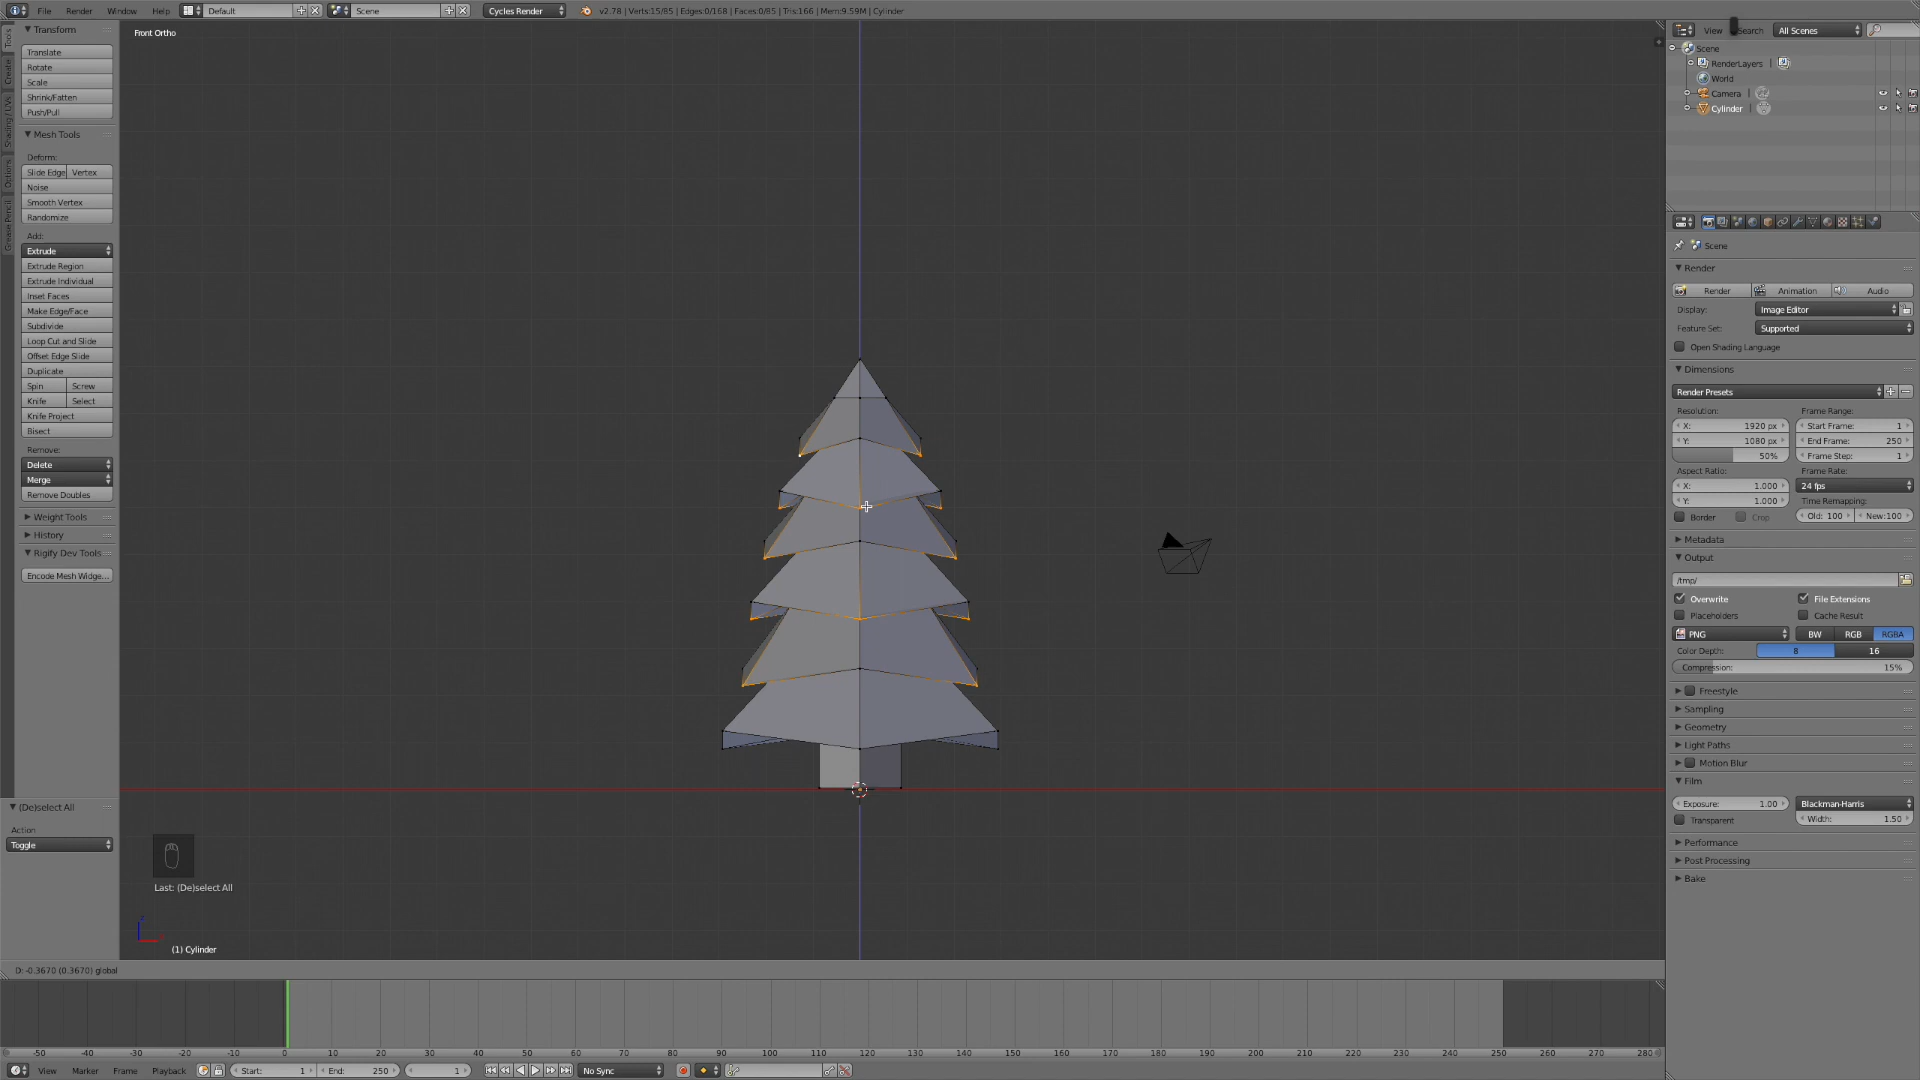 File Render Window Help Default Scene Cycles Render v2.78 | Verts:15/85 | Edges:0/168 | Faces:0/85 | Tris:166 | Mem:9.59M | Cylinder
Tools
Create
Shading / UVs
Options
Grease Pencil
Transform
Translate
Rotate
Scale
Shrink/Fatten
Push/Pull
Mesh Tools
Deform:
Slide Edge Vertex
Noise
Smooth Vertex
Randomize
Add:
Extrude
Extrude Region
Extrude Individual
Inset Faces
Make Edge/Face
Subdivide
Loop Cut and Slide
Offset Edge Slide
Duplicate
Spin Screw
Knife Select
Knife Project
Bisect
Remove:
Delete
Merge
Remove Doubles
Weight Tools
History
Rigify Dev Tools
Encode Mesh Widge...
(De)select All
Action
Toggle
Front Ortho
Last: (De)select All
(1) Cylinder
D: -0.3670 (0.3670) global
View Search All Scenes
Scene
RenderLayers |
World
Camera |
Cylinder |
Scene
Render
Render Animation Audio
Display: Image Editor
Feature Set: Supported
Open Shading Language
Dimensions
Render Presets
Resolution: Frame Range:
X: 1920 px Start Frame: 1
Y: 1080 px End Frame: 250
50% Frame Step: 1
Aspect Ratio: Frame Rate:
X: 1.000 24 fps
Y: 1.000 Time Remapping:
Border Crop Old: 100 New:100
Metadata
Output
/tmp/
Overwrite File Extensions
Placeholders Cache Result
PNG BW RGB RGBA
Color Depth: 8 16
Compression: 15%
Freestyle
Sampling
Geometry
Light Paths
Motion Blur
Film
Exposure: 1.00 Blackman-Harris
Transparent Width: 1.50
Performance
Post Processing
Bake
-50 -40 -30 -20 -10 0 10 20 30 40 50 60 70 80 90 100 110 120 130 140 150 160 170 180 190 200 210 220 230 240 250 260 270 280
View Marker Frame Playback Start: 1 End: 250 1 No Sync